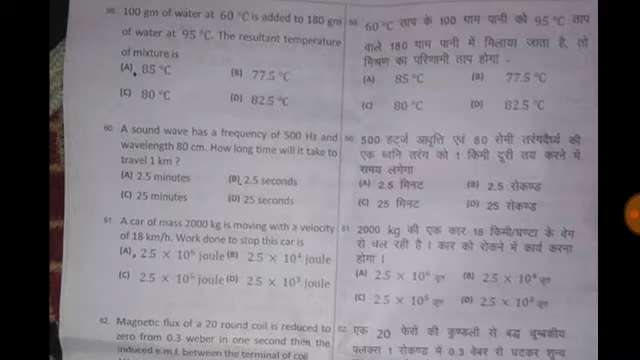 100 gm of water at 60 °C is added to 180 gm
of water at 95 °C. The resultant temperature
of mixture is
(A) 85 °C (B) 77.5 °C
(C) 80 °C (D) 82.5 °C
60. A sound wave has a frequency of 500 Hz and
wavelength 80 cm. How long time will it take to
travel 1 km ?
(A) 2.5 minutes (B) 2.5 seconds
(C) 25 minutes (D) 25 seconds
61. A car of mass 2000 kg is moving with a velocity
of 18 km/h. Work done to stop this car is
(A) 2.5 × 10⁶ joule (B) 2.5 × 10⁴ joule
(C) 2.5 × 10⁵ joule (D) 2.5 × 10³ joule
62. Magnetic flux of a 20 round coil is reduced to
zero from 0.3 weber in one second then the
induced e.m.f. between the terminal of coil
60 °C ताप के 100 ग्राम पानी को 95 °C ताप
वाले 180 ग्राम पानी में मिलाया जाता है, तो
मिश्रण का परिणामी ताप होगा -
(A) 85 °C (B) 77.5 °C
(C) 80 °C (D) 82.5 °C
500 हर्ट्ज आवृत्ति एवं 80 सेमी तरंगदैर्ध्य की
एक ध्वनि तरंग को 1 किमी दुरी तय करने में
समय लगेगा
(A) 2.5 मिनट (B) 2.5 सेकण्ड
(C) 25 मिनट (D) 25 सेकण्ड
2000 kg की एक कार 18 किमी/घण्टा के वेग
से चल रही है । कार को रोकने में कार्य करना
होगा ।
(A) 2.5 × 10⁶ जूल (B) 2.5 × 10⁴ जूल
(C) 2.5 × 10⁵ जूल (D) 2.5 × 10³ जूल
62. एक 20 फेरों की कुण्डली से बद्ध चुम्बकीय
फ्लक्स 1 सेकण्ड में 0.3 वेबर से घटकर शून्य